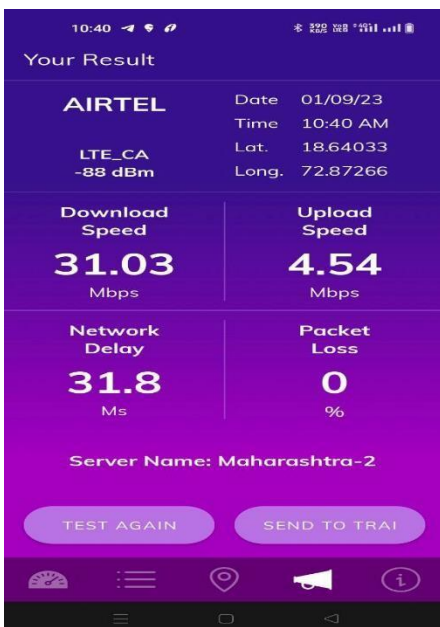 10:40
Your Result
AIRTEL
LTE_CA
-88 dBm
Date 01/09/23
Time 10:40 AM
Lat. 18.64033
Long. 72.87266
Download
Speed
31.03
Mbps
Upload
Speed
4.54
Mbps
Network
Delay
31.8
Ms
Packet
Loss
0
%
Server Name: Maharashtra-2
TEST AGAIN
SEND TO TRAI